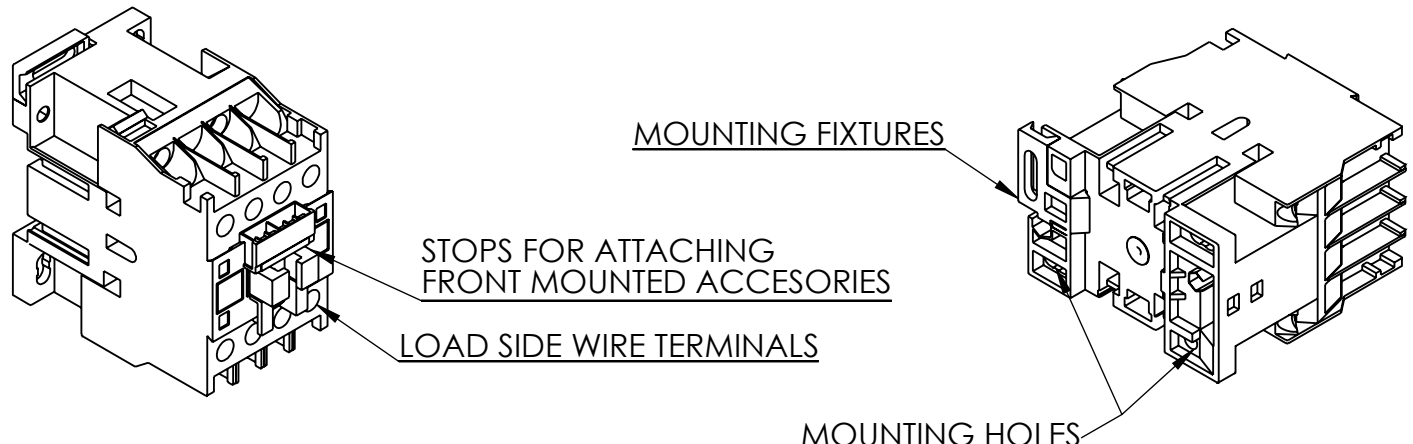 MOUNTING FIXTURES
STOPS FOR ATTACHING
FRONT MOUNTED ACCESORIES
LOAD SIDE WIRE TERMINALS
MOUNTING HOLES